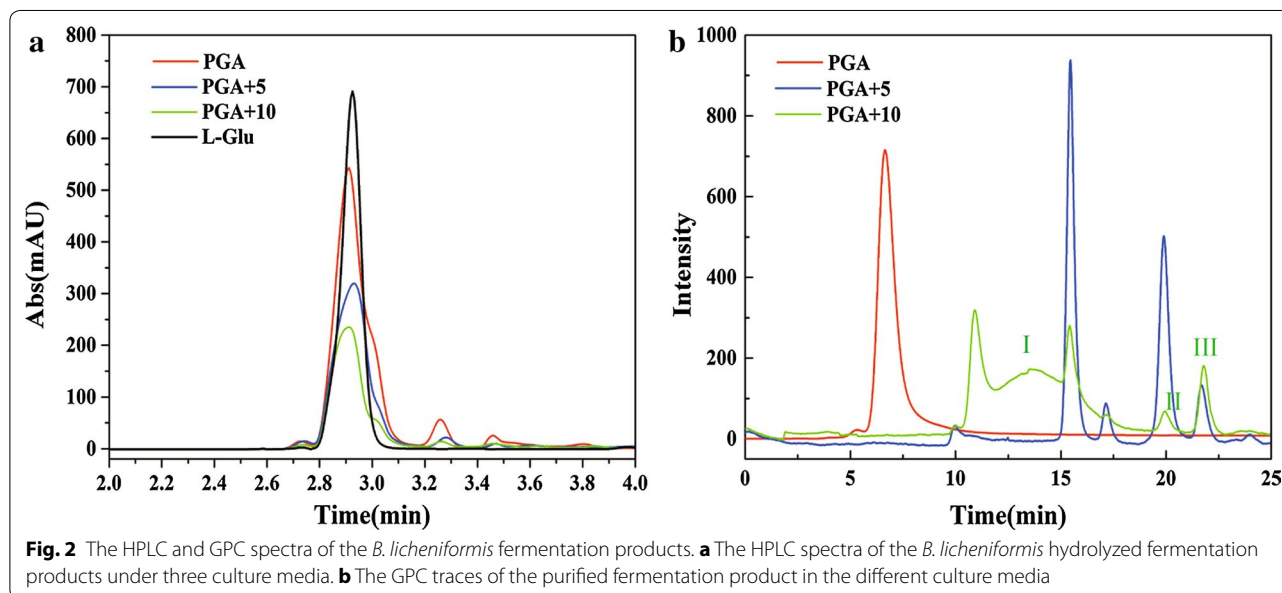 a
800
700
600
500
400
300
200
100
0
Abs(mAU)
PGA
PGA+5
PGA+10
L-Glu
2.0 2.2 2.4 2.6 2.8 3.0 3.2 3.4 3.6 3.8 4.0
Time(min)
b
1000
800
600
400
200
0
Intensity
PGA
PGA+5
PGA+10
I
II
III
0 5 10 15 20 25
Time(min)
Fig. 2 The HPLC and GPC spectra of the B. licheniformis fermentation products. a The HPLC spectra of the B. licheniformis hydrolyzed fermentation
products under three culture media. b The GPC traces of the purified fermentation product in the different culture media